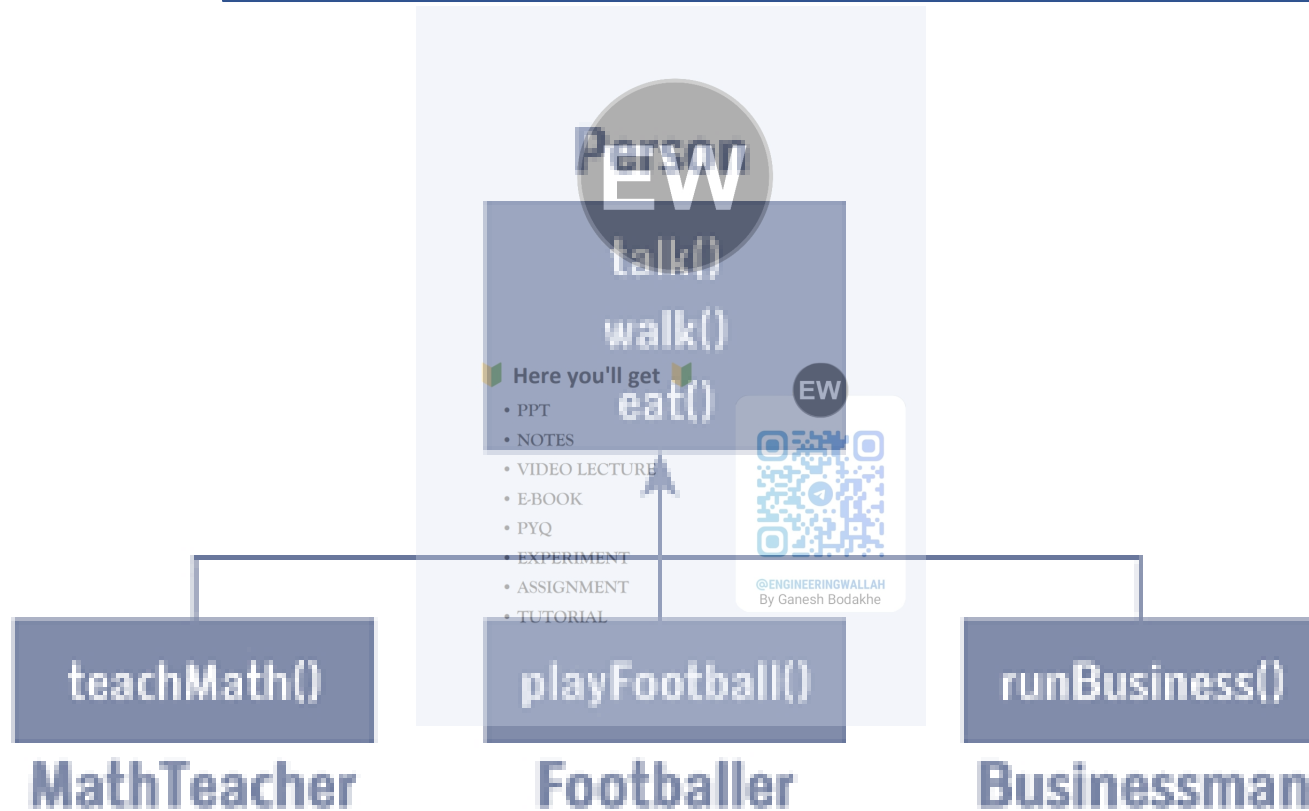 Person
EW
talk()
walk()
Here you'll get
EW
eat()
• PPT
• NOTES
• VIDEO LECTURE
• E-BOOK
• PYQ
• EXPERIMENT
• ASSIGNMENT
• TUTORIAL
@ENGINEERINGWALLAH
By Ganesh Bodakhe
teachMath()
playFootball()
runBusiness()
MathTeacher
Footballer
Businessman